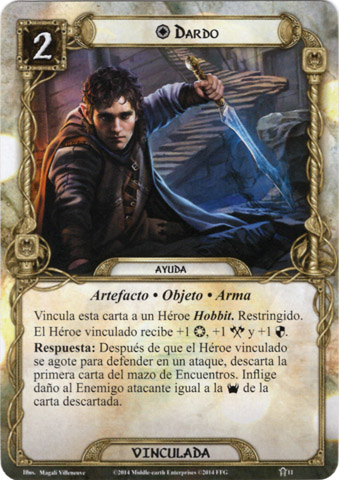 2
DARDO
AYUDA
Artefacto • Objeto • Arma
Vincula esta carta a un Héroe Hobbit. Restringido.
El Héroe vinculado recibe +1 , +1 y +1 .
Respuesta: Después de que el Héroe vinculado
se agote para defender en un ataque, descarta la
primera carta del mazo de Encuentros. Inflige
daño al Enemigo atacante igual a la de
la carta descartada.
VINCULADA
Illus. Magali Villeneuve ©2014 Middle-earth Enterprises ©2014 FFG 11